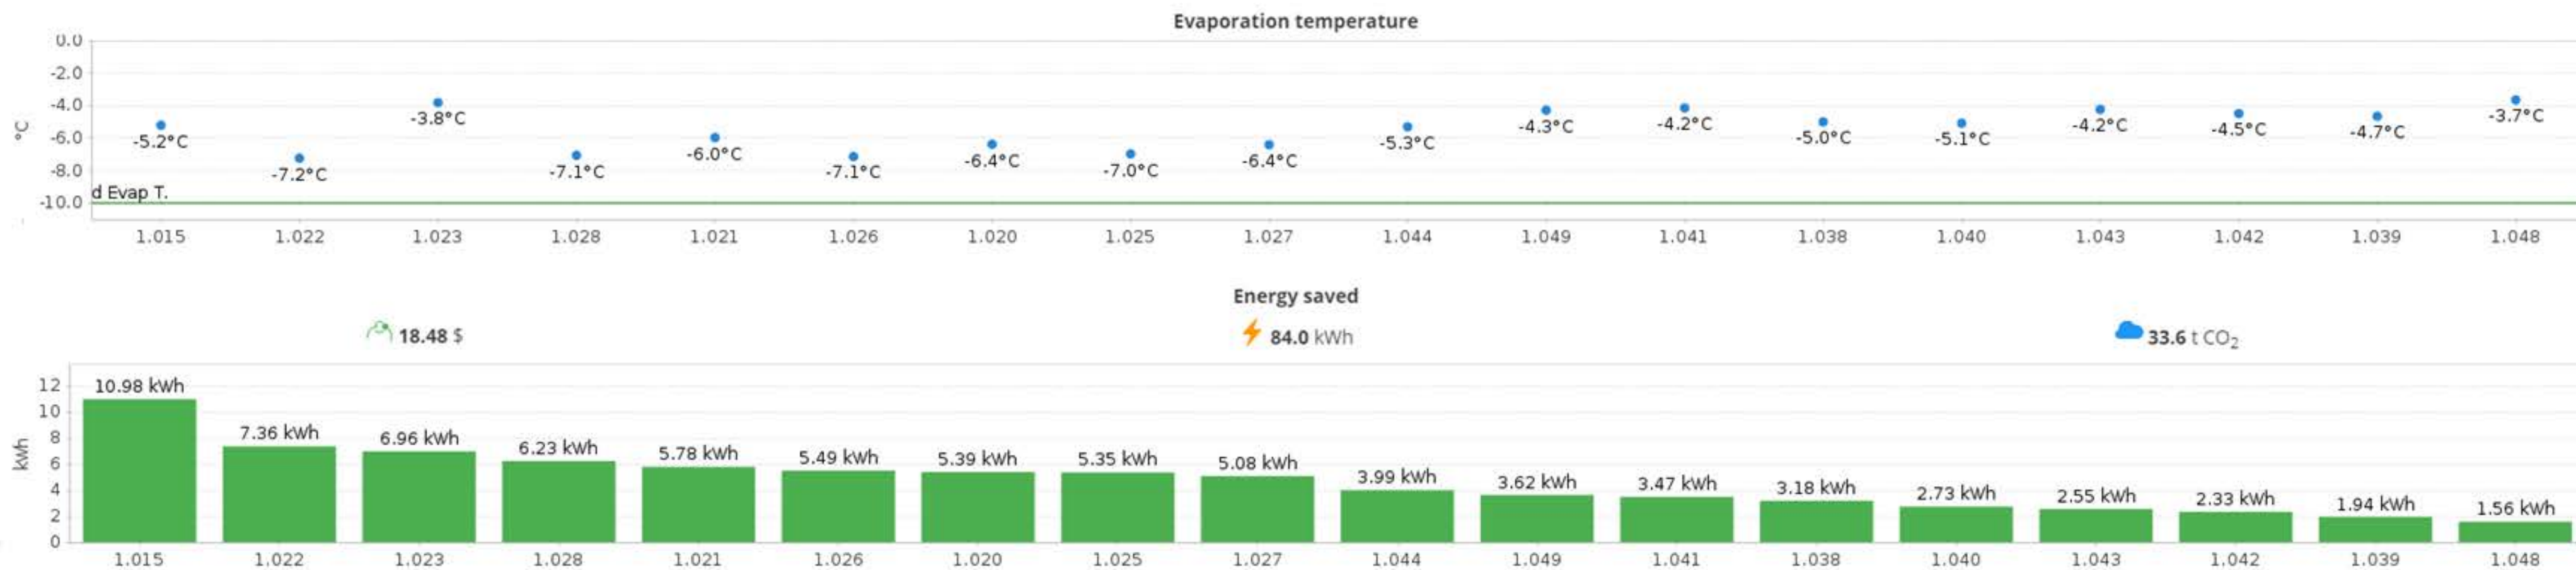 Evaporation temperature
0.0
-2.0
-4.0
-6.0
-8.0
-10.0
°C
-5.2°C
-7.2°C
-3.8°C
-7.1°C
-6.0°C
-7.1°C
-6.4°C
-7.0°C
-6.4°C
-5.3°C
-4.3°C
-4.2°C
-5.0°C
-5.1°C
-4.2°C
-4.5°C
-4.7°C
-3.7°C
d Evap T.
1.015 1.022 1.023 1.028 1.021 1.026 1.020 1.025 1.027 1.044 1.049 1.041 1.038 1.040 1.043 1.042 1.039 1.048
Energy saved
18.48 $ 84.0 kWh 33.6 t CO2
12
10
8
6
4
2
0
kWh
10.98 kWh
7.36 kWh
6.96 kWh
6.23 kWh
5.78 kWh
5.49 kWh
5.39 kWh
5.35 kWh
5.08 kWh
3.99 kWh
3.62 kWh
3.47 kWh
3.18 kWh
2.73 kWh
2.55 kWh
2.33 kWh
1.94 kWh
1.56 kWh
1.015 1.022 1.023 1.028 1.021 1.026 1.020 1.025 1.027 1.044 1.049 1.041 1.038 1.040 1.043 1.042 1.039 1.048